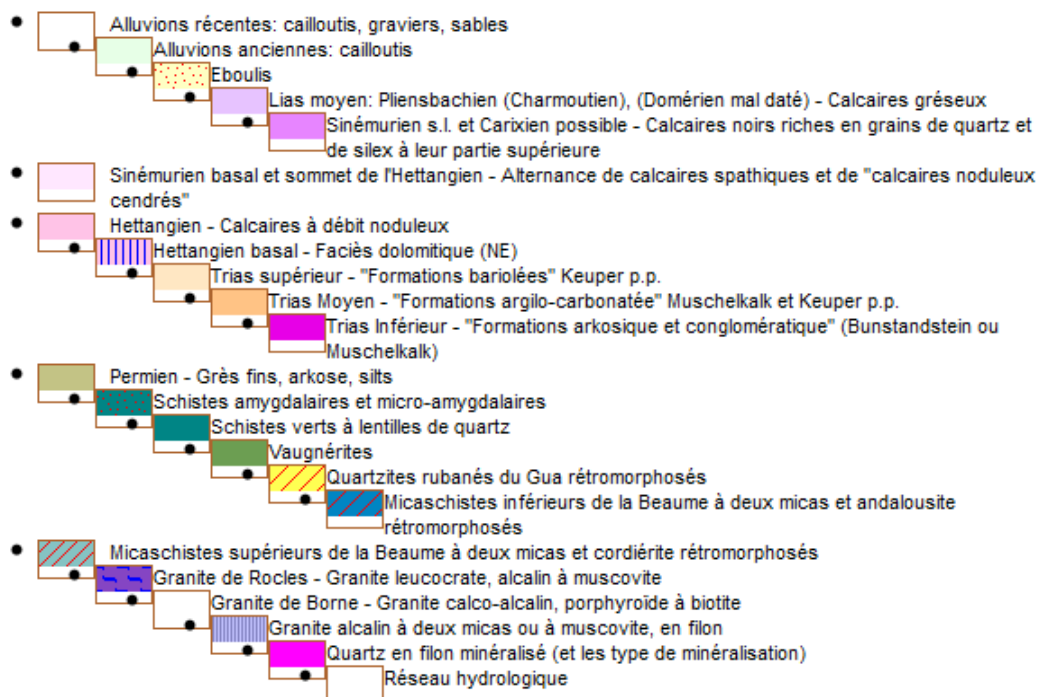 Alluvions récentes: cailloutis, graviers, sables
Alluvions anciennes: cailloutis
Eboulis
Lias moyen: Pliensbachien (Charmoutien), (Domérien mal daté) - Calcaires gréseux
Sinémurien s.l. et Carixien possible - Calcaires noirs riches en grains de quartz et
de silex à leur partie supérieure
Sinémurien basal et sommet de l'Hettangien - Alternance de calcaires spathiques et de "calcaires noduleux
cendrés"
Hettangien - Calcaires à débit noduleux
Hettangien basal - Faciès dolomitique (NE)
Trias supérieur - "Formations bariolées" Keuper p.p.
Trias Moyen - "Formations argilo-carbonatée" Muschelkalk et Keuper p.p.
Trias Inférieur - "Formations arkosique et conglomératique" (Bunstandstein ou
Muschelkalk)
Permien - Grès fins, arkose, silts
Schistes amygdalaires et micro-amygdalaires
Schistes verts à lentilles de quartz
Vaugnérites
Quartzites rubanés du Gua rétromorphosés
Micaschistes inférieurs de la Beaume à deux micas et andalousite
rétromorphosés
Micaschistes supérieurs de la Beaume à deux micas et cordiérite rétromorphosés
Granite de Rocles - Granite leucocrate, alcalin à muscovite
Granite de Borne - Granite calco-alcalin, porphyroïde à biotite
Granite alcalin à deux micas ou à muscovite, en filon
Quartz en filon minéralisé (et les type de minéralisation)
Réseau hydrologique